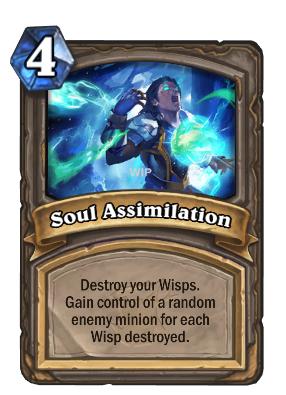 4
WIP
Soul Assimilation
Destroy your Wisps.
Gain control of a random
enemy minion for each
Wisp destroyed.